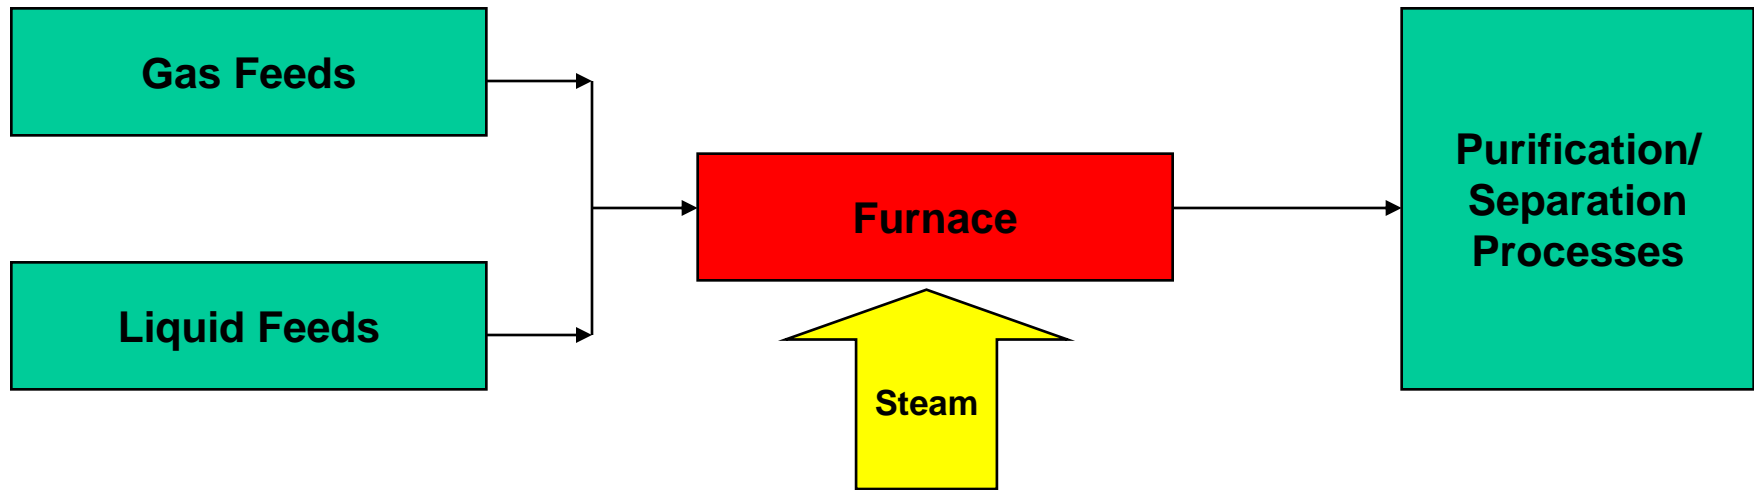 Gas Feeds
Liquid Feeds
Furnace
Steam
Purification/
Separation
Processes